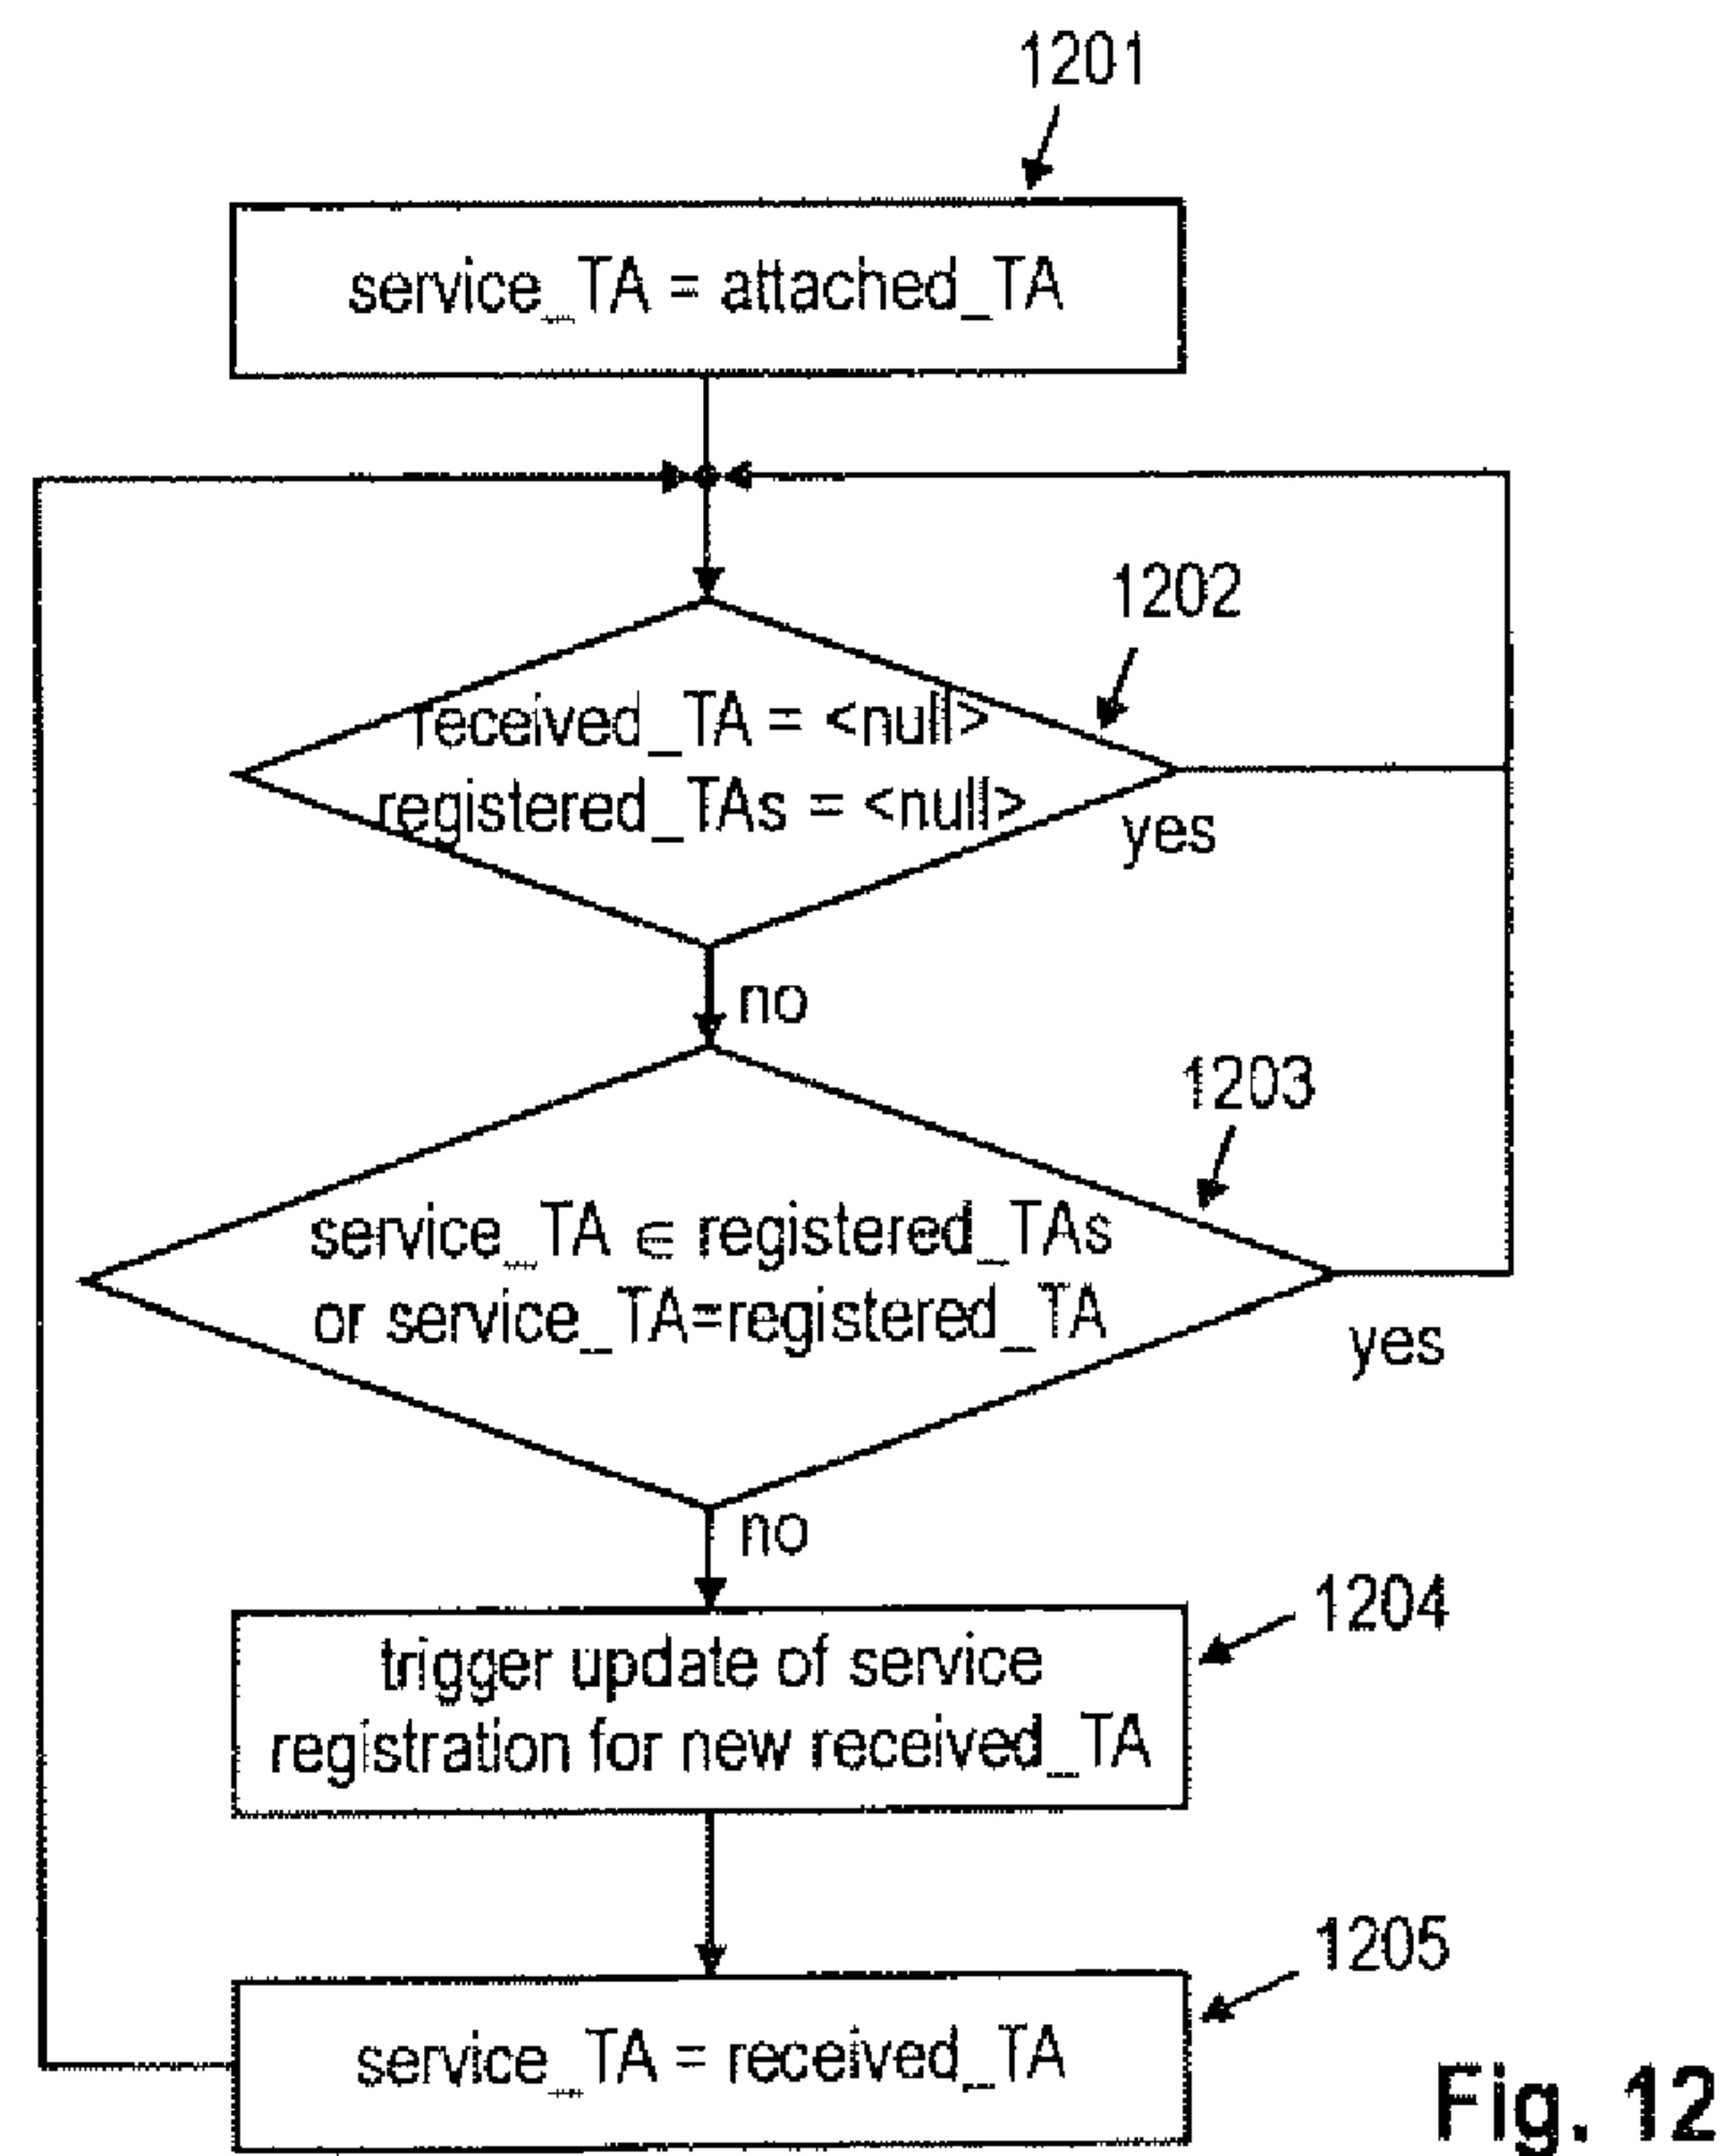 1201
service_TA = attached_TA
1202
received_TA = <null>
registered_TAs = <null>
yes
no
1203
service_TA ∈ registered_TAs
or service_TA=registered_TA
yes
no
1204
trigger update of service
registration for new received_TA
1205
service_TA = received_TA
Fig. 12